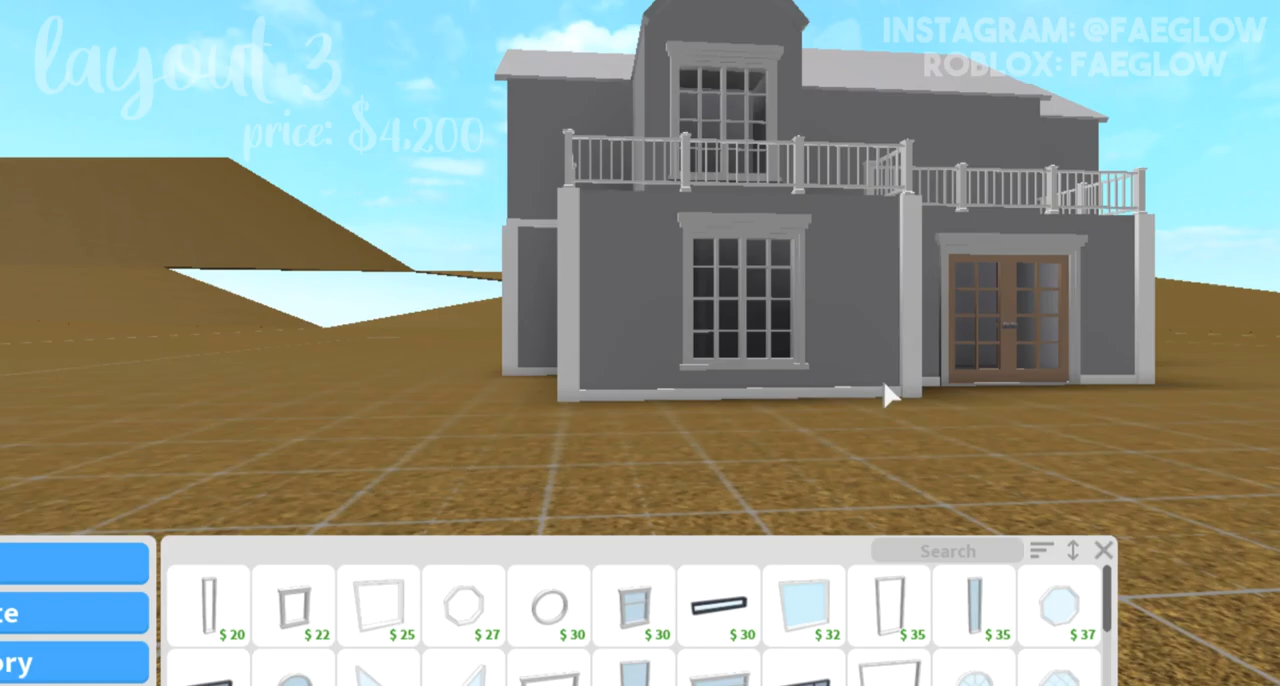 layout 3
price: $4,200
INSTAGRAM: @FAEGLOW
ROBLOX: FAEGLOW
Search
te
ory
$ 20
$ 22
$ 25
$ 27
$ 30
$ 30
$ 30
$ 32
$ 35
$ 35
$ 37